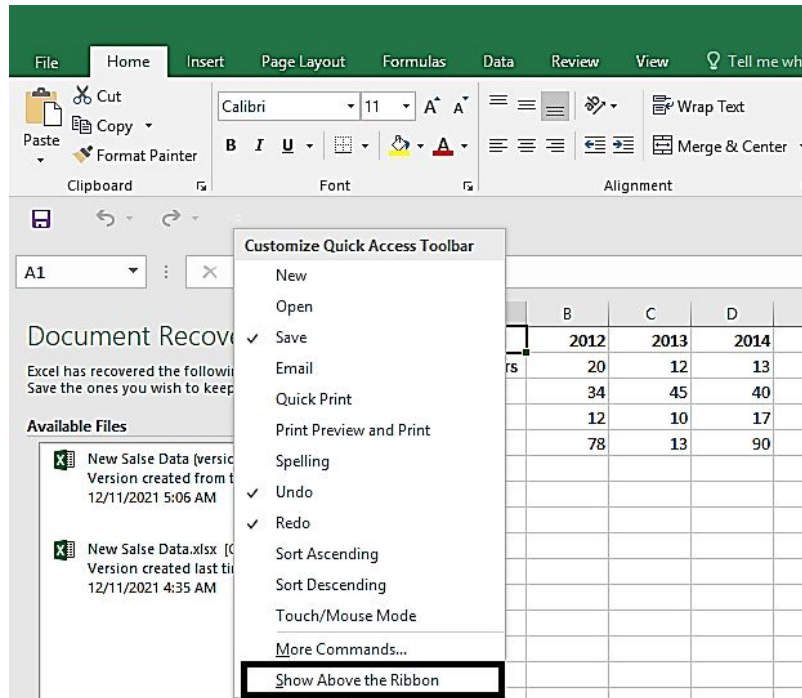 File Home Insert Page Layout Formulas Data Review View Tell me wh
Cut
Copy
Paste
Format Painter
Calibri 11 A A
B I U A
Wrap Text
Merge & Center
Clipboard Font Alignment
Customize Quick Access Toolbar
A1
New
Open
Save
Email
Quick Print
Print Preview and Print
Spelling
Undo
Redo
Sort Ascending
Sort Descending
Touch/Mouse Mode
More Commands...
Show Above the Ribbon
Document Recove
Excel has recovered the followi
Save the ones you wish to keep
Available Files
New Salse Data (versio
Version created from t
12/11/2021 5:06 AM
New Salse Data.xlsx [O
Version created last ti
12/11/2021 4:35 AM
B C D
2012 2013 2014
rs 20 12 13
34 45 40
12 10 17
78 13 90